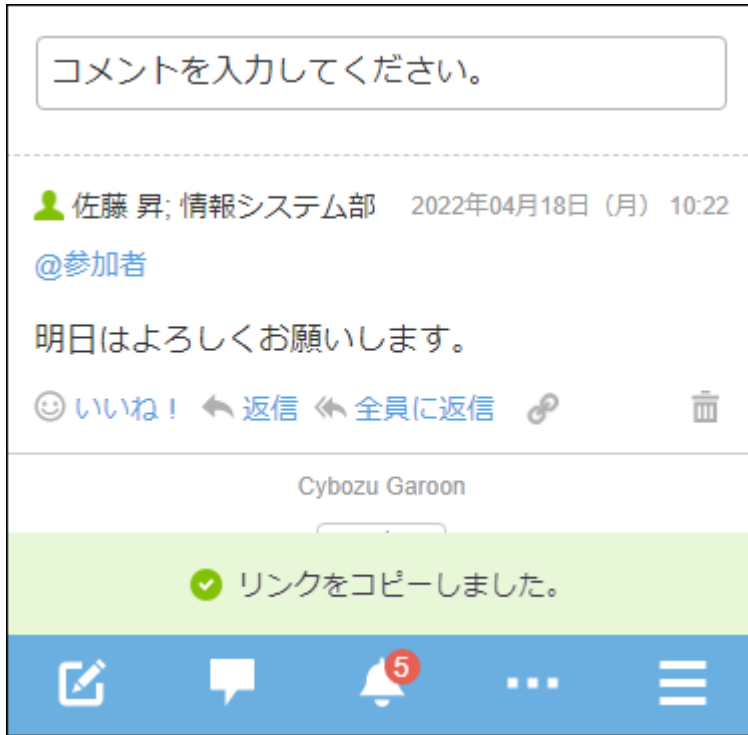 コメントを入力してください。
佐藤 昇; 情報システム部 2022年04月18日（月） 10:22
@参加者
明日はよろしくお願いします。
いいね！ 返信 全員に返信
Cybozu Garoon
リンクをコピーしました。
5